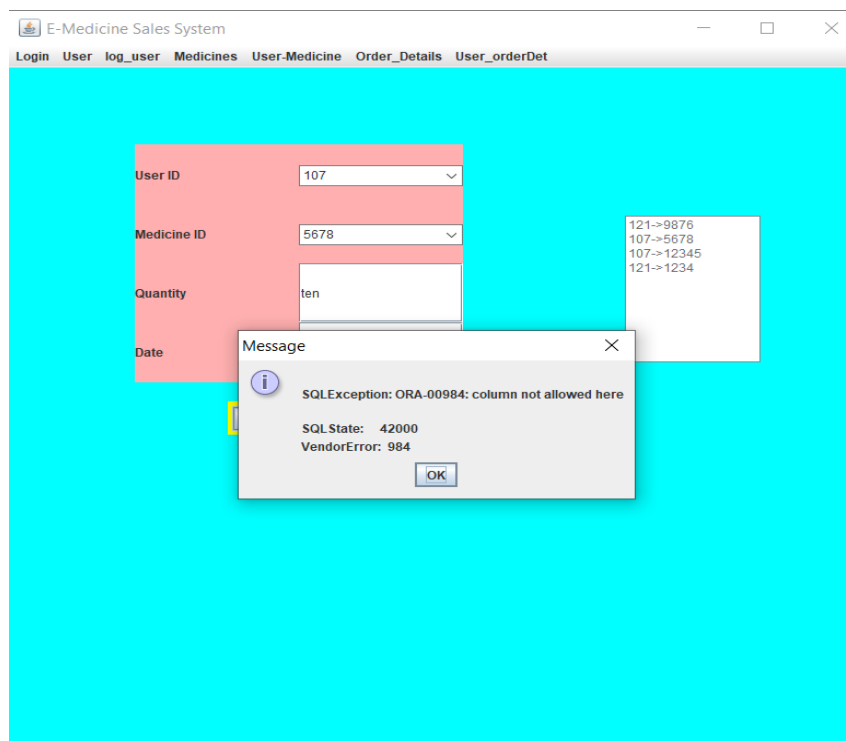 E-Medicine Sales System
Login User log_user Medicines User-Medicine Order_Details User_orderDet
User ID 107
Medicine ID 5678
Quantity ten
Date
121->9876
107->5678
107->12345
121->1234
Message
SQLException: ORA-00984: column not allowed here
SQLState: 42000
VendorError: 984
OK